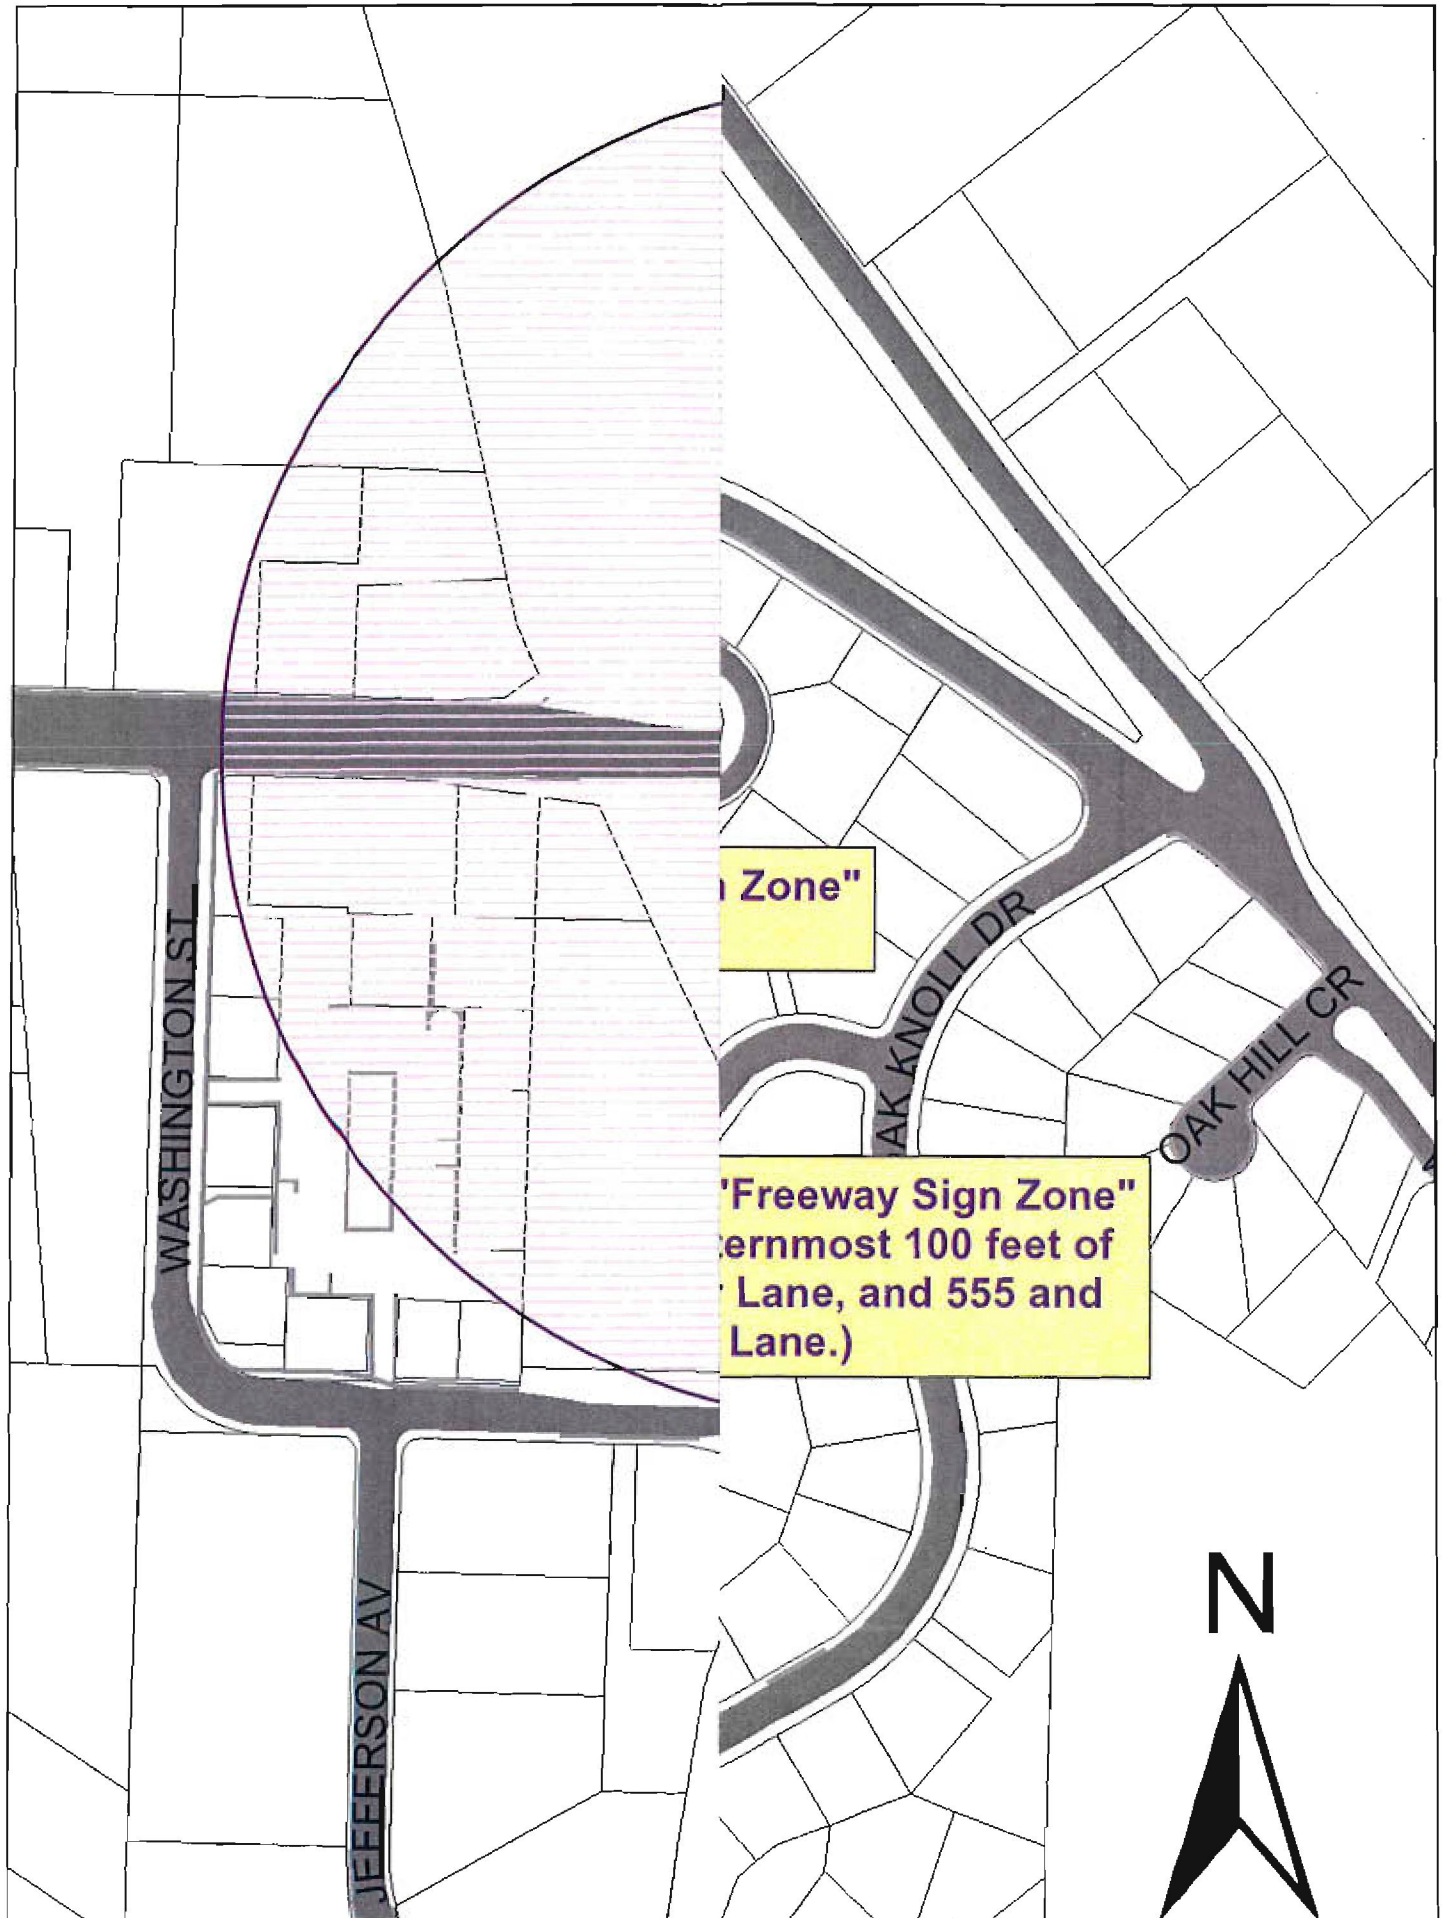 Zone"
WASHINGTON ST
OAK KNOLL DR
OAK HILL CR
"Freeway Sign Zone"
100 feet of
Lane, and 555 and
Lane.)
N
JEFFERSON AV